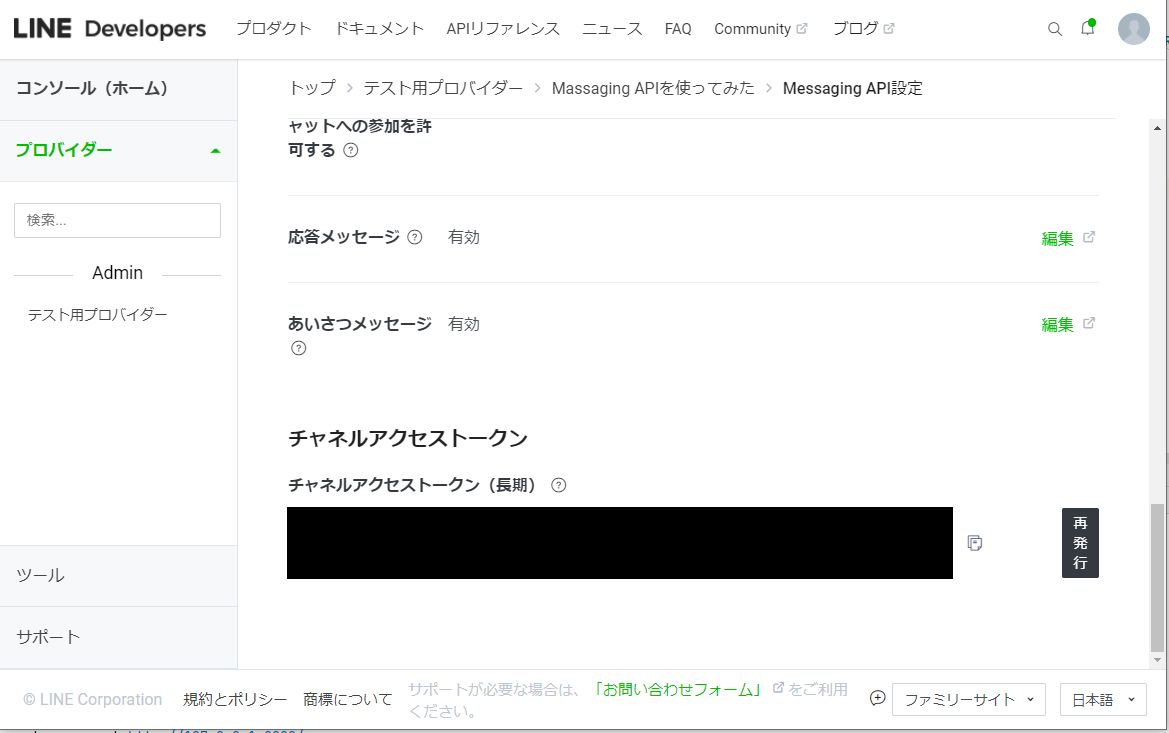 LINE Developers プロダクト ドキュメント APIリファレンス ニュース FAQ Community ブログ
コンソール（ホーム）
プロバイダー
検索...
Admin
テスト用プロバイダー
ツール
サポート
トップ > テスト用プロバイダー > Massaging APIを使ってみた > Messaging API設定
ャットへの参加を許
可する ?
応答メッセージ ? 有効 編集
あいさつメッセージ 有効 編集
?
チャネルアクセストークン
チャネルアクセストークン（長期） ?
再
発
行
© LINE Corporation 規約とポリシー 商標について サポートが必要な場合は、「お問い合わせフォーム」 をご利用
ください。
ファミリーサイト 日本語